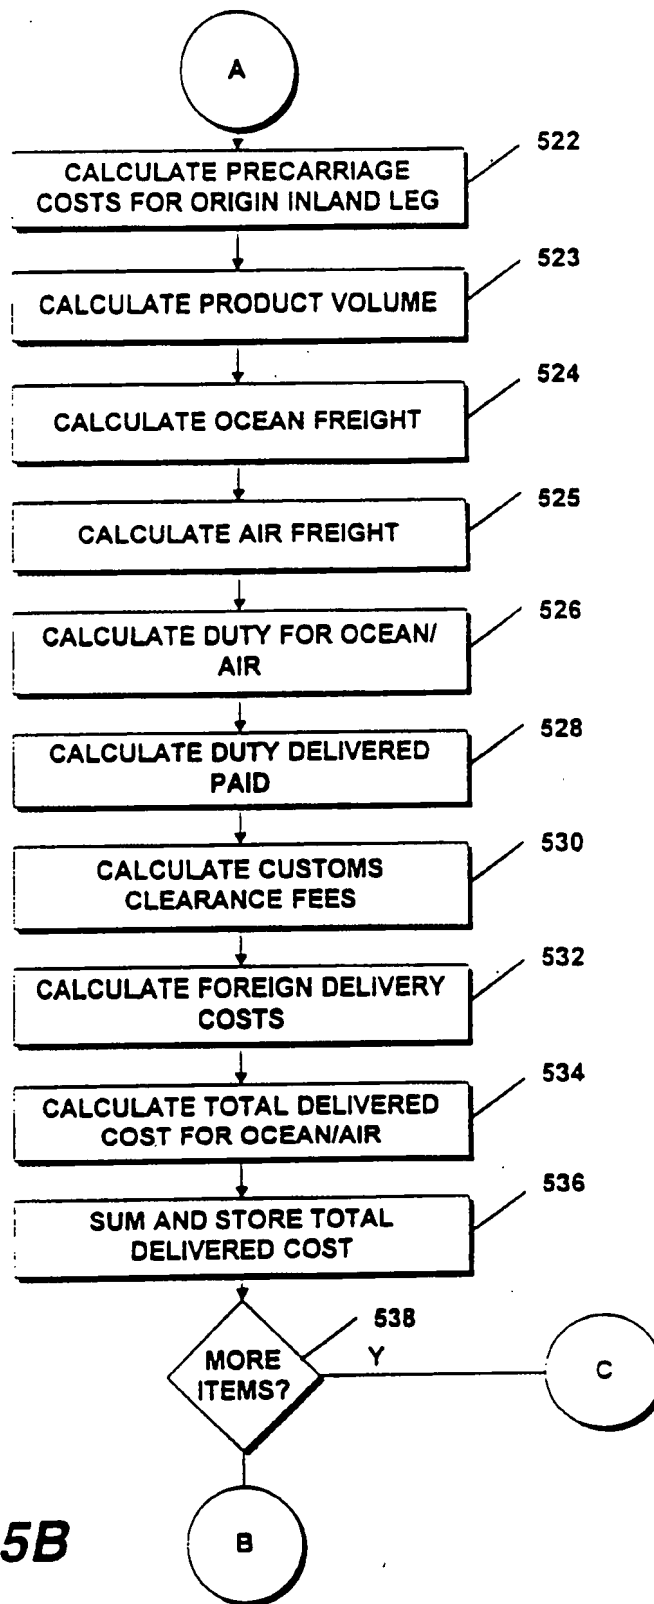 A
522
CALCULATE PRECARRIAGE
COSTS FOR ORIGIN INLAND LEG
523
CALCULATE PRODUCT VOLUME
524
CALCULATE OCEAN FREIGHT
525
CALCULATE AIR FREIGHT
526
CALCULATE DUTY FOR OCEAN/
AIR
528
CALCULATE DUTY DELIVERED
PAID
530
CALCULATE CUSTOMS
CLEARANCE FEES
532
CALCULATE FOREIGN DELIVERY
COSTS
534
CALCULATE TOTAL DELIVERED
COST FOR OCEAN/AIR
536
SUM AND STORE TOTAL
DELIVERED COST
538
MORE
ITEMS?
Y
C
5B
B